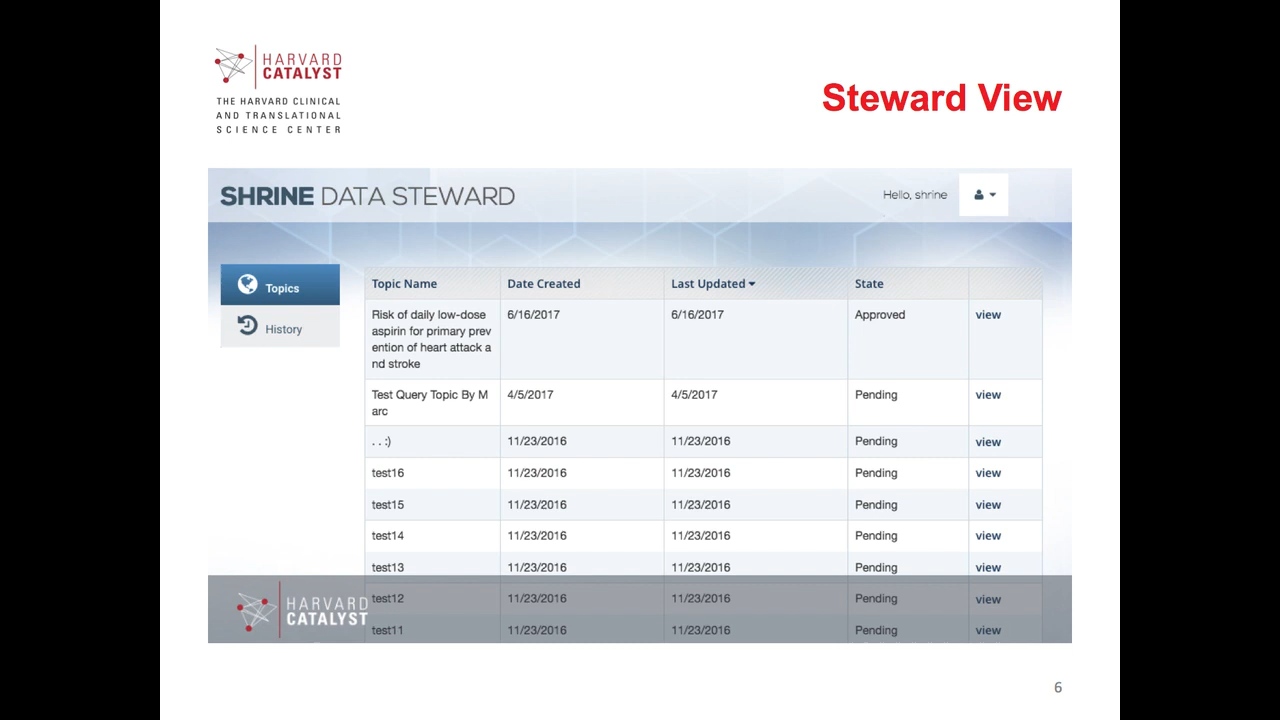 HARVARD
CATALYST
THE HARVARD CLINICAL
AND TRANSLATIONAL
SCIENCE CENTER
Steward View
SHRINE DATA STEWARD
Hello, shrine
Topics
History
Topic Name Date Created Last Updated State
Risk of daily low-dose 6/16/2017 6/16/2017 Approved view
aspirin for primary prev
ention of heart attack a
nd stroke
Test Query Topic By M 4/5/2017 4/5/2017 Pending view
arc
. . :) 11/23/2016 11/23/2016 Pending view
test16 11/23/2016 11/23/2016 Pending view
test15 11/23/2016 11/23/2016 Pending view
test14 11/23/2016 11/23/2016 Pending view
test13 11/23/2016 11/23/2016 Pending view
test12 11/23/2016 11/23/2016 Pending view
test11 11/23/2016 11/23/2016 Pending view
HARVARD
CATALYST
6